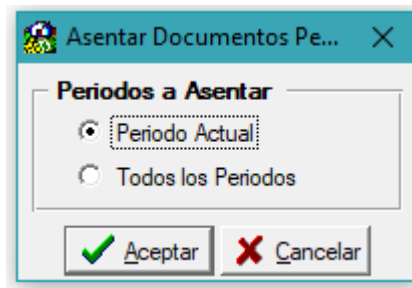 Asentar Documentos Pe...
Periodos a Asentar
Periodo Actual
Todos los Periodos
Aceptar Cancelar